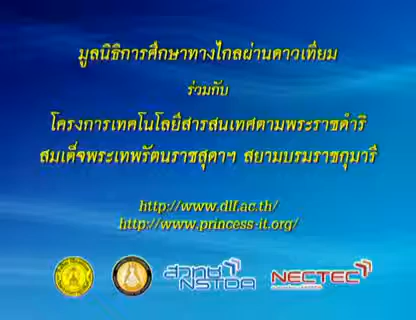 มูลนิธิการศึกษาทางไกลผ่านดาวเทียม
ร่วมกับ
โครงการเทคโนโลยีสารสนเทศตามพระราชดำริ
สมเด็จพระเทพรัตนราชสุดาฯ สยามบรมราชกุมารี
http://www.dlf.ac.th/
http://www.princess-it.org/
สวทช
NSTDA
NECTEC